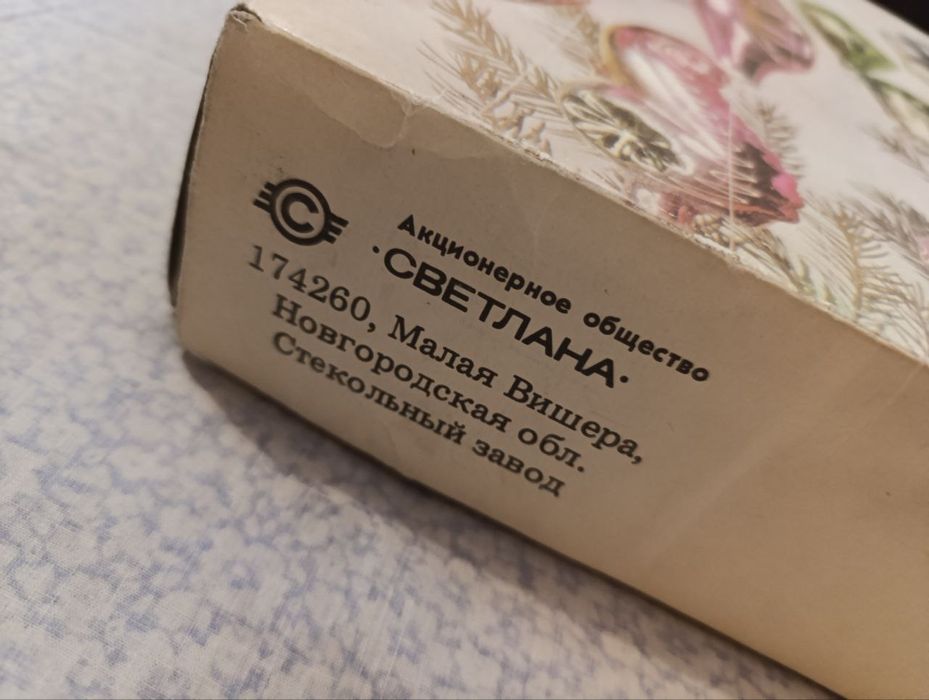 С
Акционерное общество
·СВЕТЛАНА·
174260, Малая Вишера,
Новгородская обл.
Стекольный завод